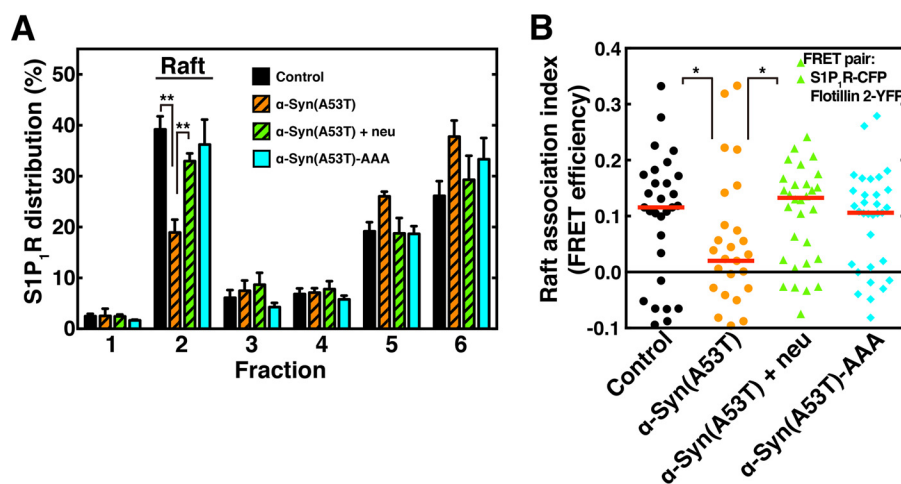 A
S1P1R distribution (%)
50
40
30
20
10
0
Raft
**
**
Control
α-Syn(A53T)
α-Syn(A53T) + neu
α-Syn(A53T)-AAA
1 2 3 4 5 6
Fraction
B
Raft association index
(FRET efficiency)
0.4
0.3
0.2
0.1
0.0
-0.1
* *
FRET pair:
S1P1R-CFP
Flotillin 2-YFP
Control
α-Syn(A53T)
α-Syn(A53T) + neu
α-Syn(A53T)-AAA